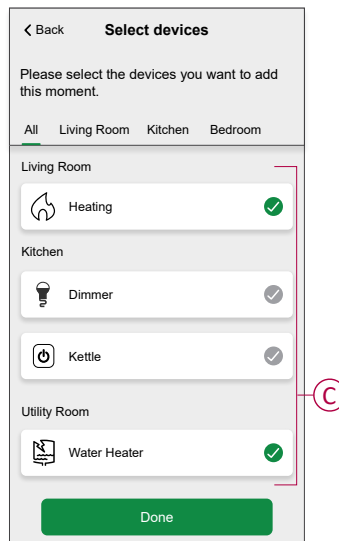 Back Select devices
Please select the devices you want to add
this moment.
All Living Room Kitchen Bedroom
Living Room
Heating
Kitchen
Dimmer
Kettle
C
Utility Room
Water Heater
Done